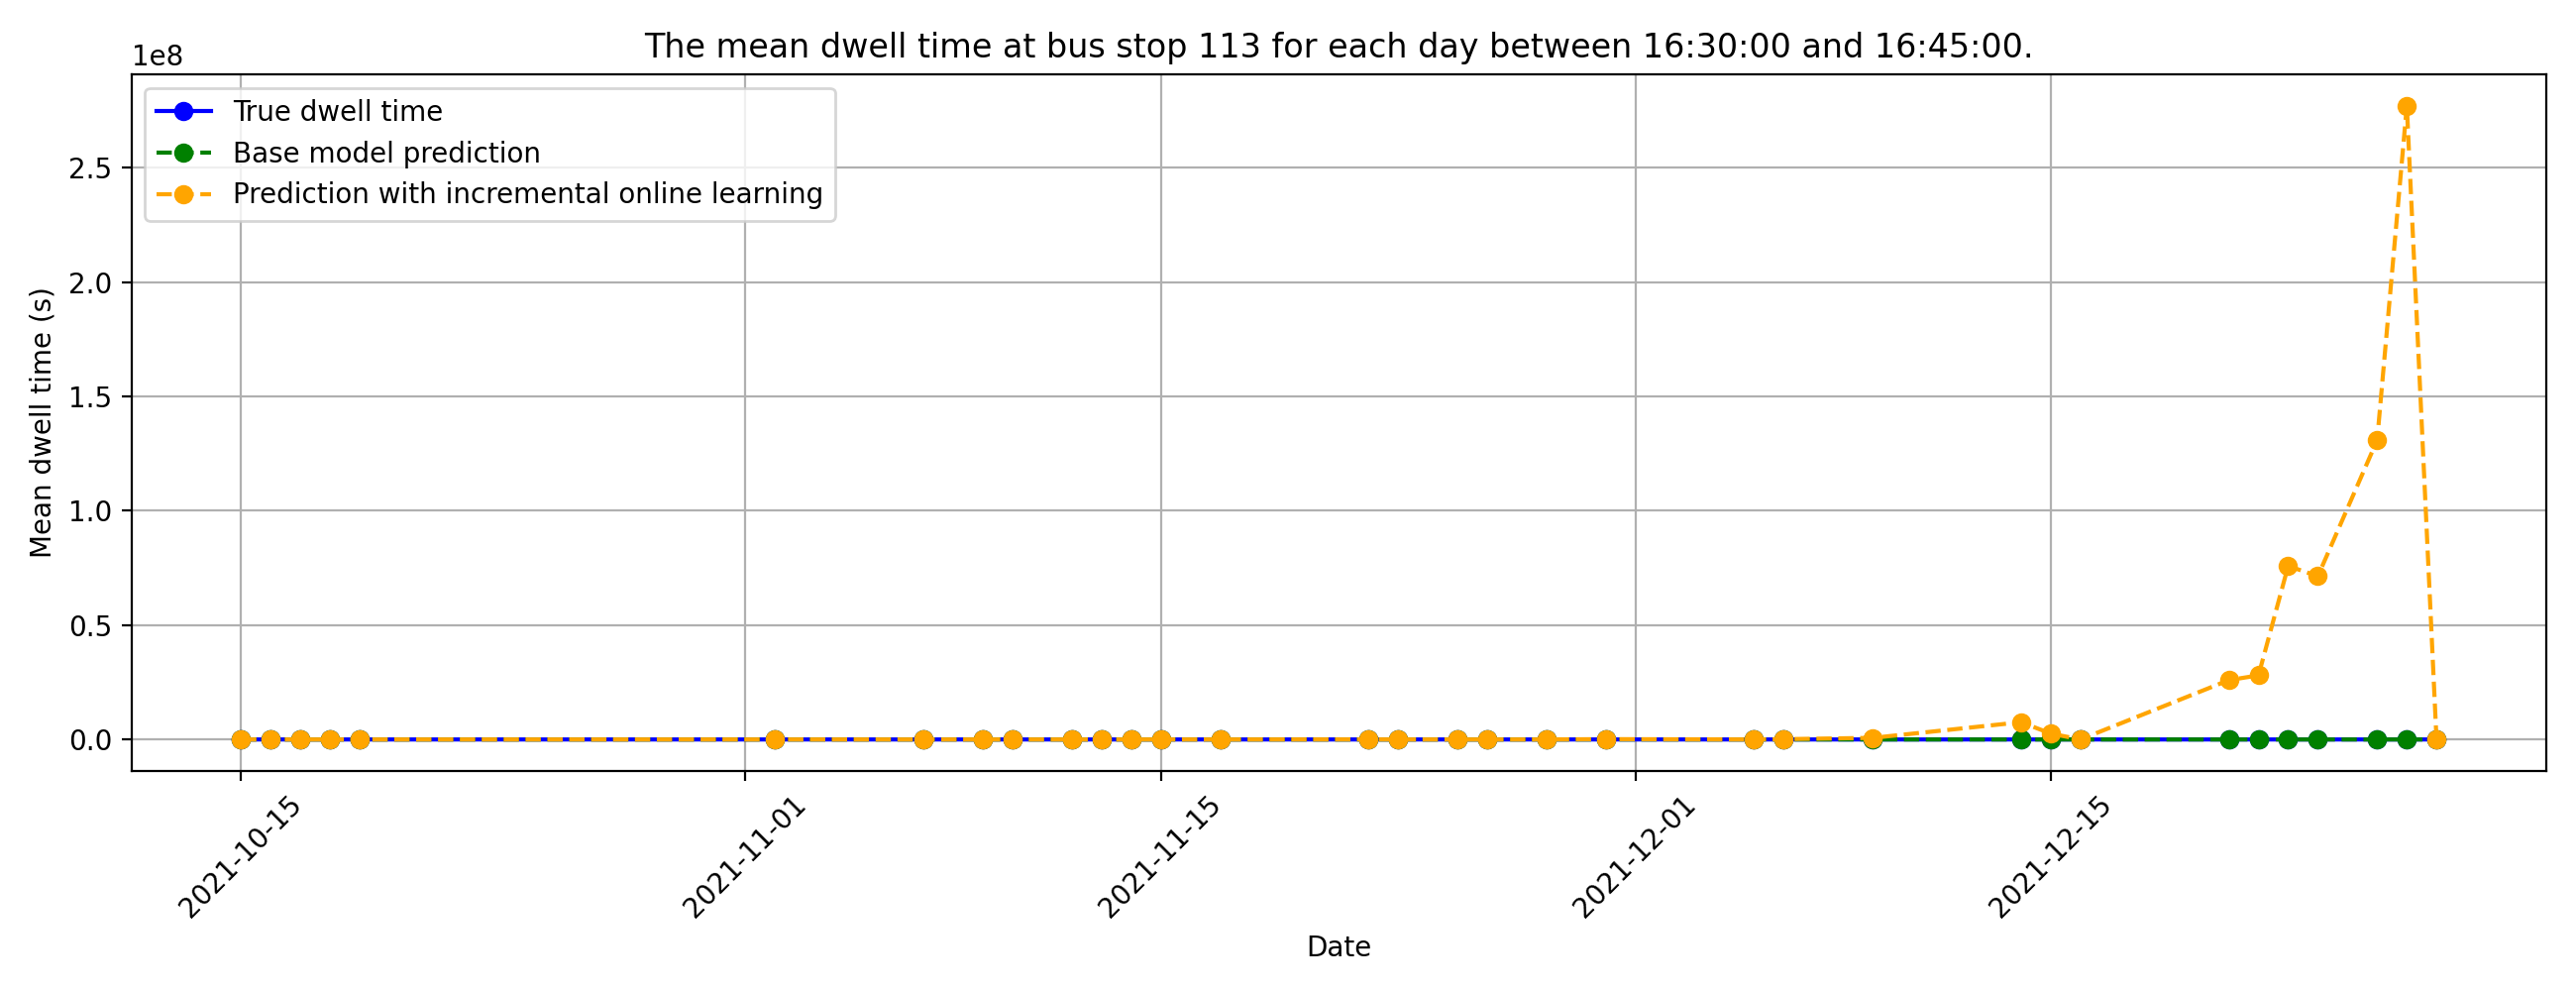 The mean dwell time at bus stop 113 for each day between 16:30:00 and 16:45:00.
1e8
True dwell time
Base model prediction
Prediction with incremental online learning
2.5
2.0
1.5
1.0
0.5
0.0
Mean dwell time (s)
2021-10-15
2021-11-01
2021-11-15
2021-12-01
2021-12-15
Date